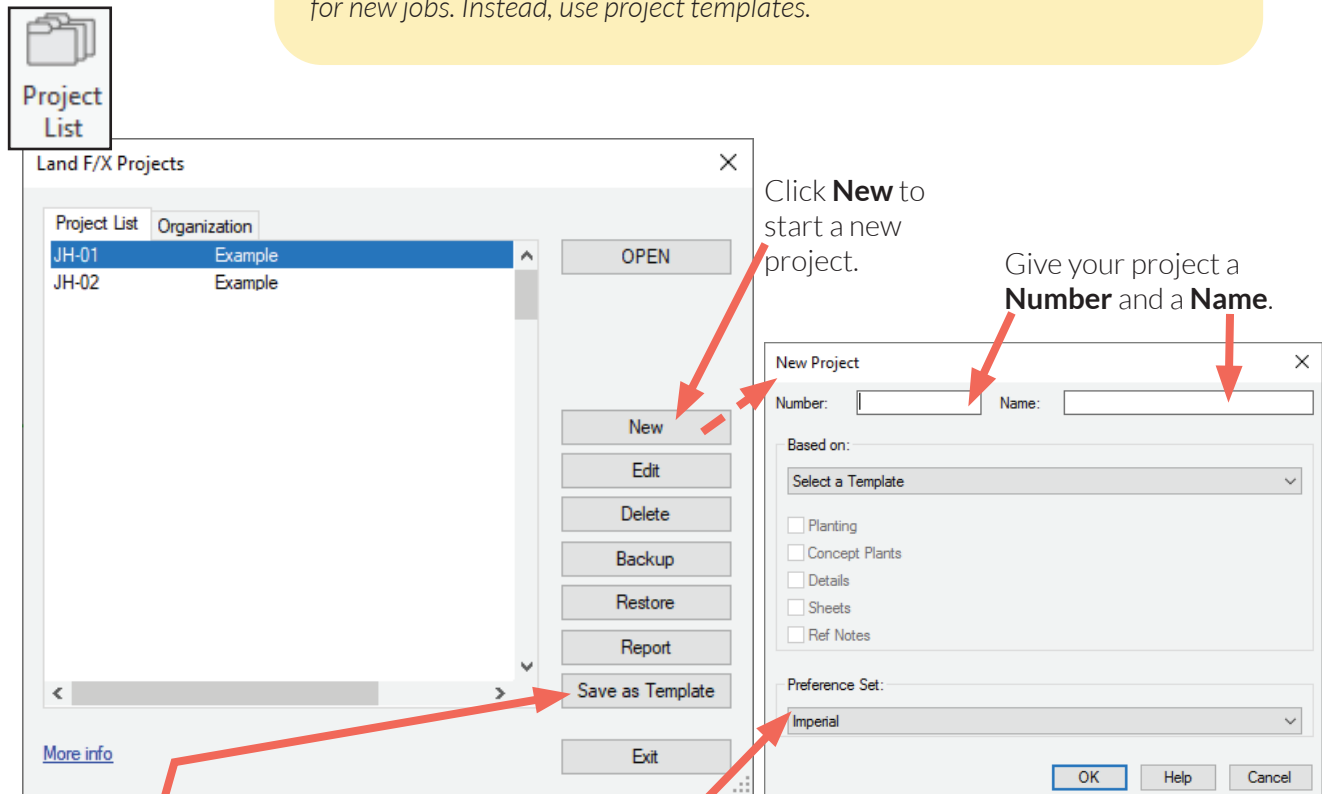 for new jobs. Instead, use project templates.
Project
List
Land F/X Projects
Project List Organization
JH-01 Example
JH-02 Example
OPEN
New
Edit
Delete
Backup
Restore
Report
Save as Template
More info
Exit
Click New to
start a new
project.
Give your project a
Number and a Name.
New Project
Number: Name:
Based on:
Select a Template
Planting
Concept Plants
Details
Sheets
Ref Notes
Preference Set:
Imperial
OK Help Cancel